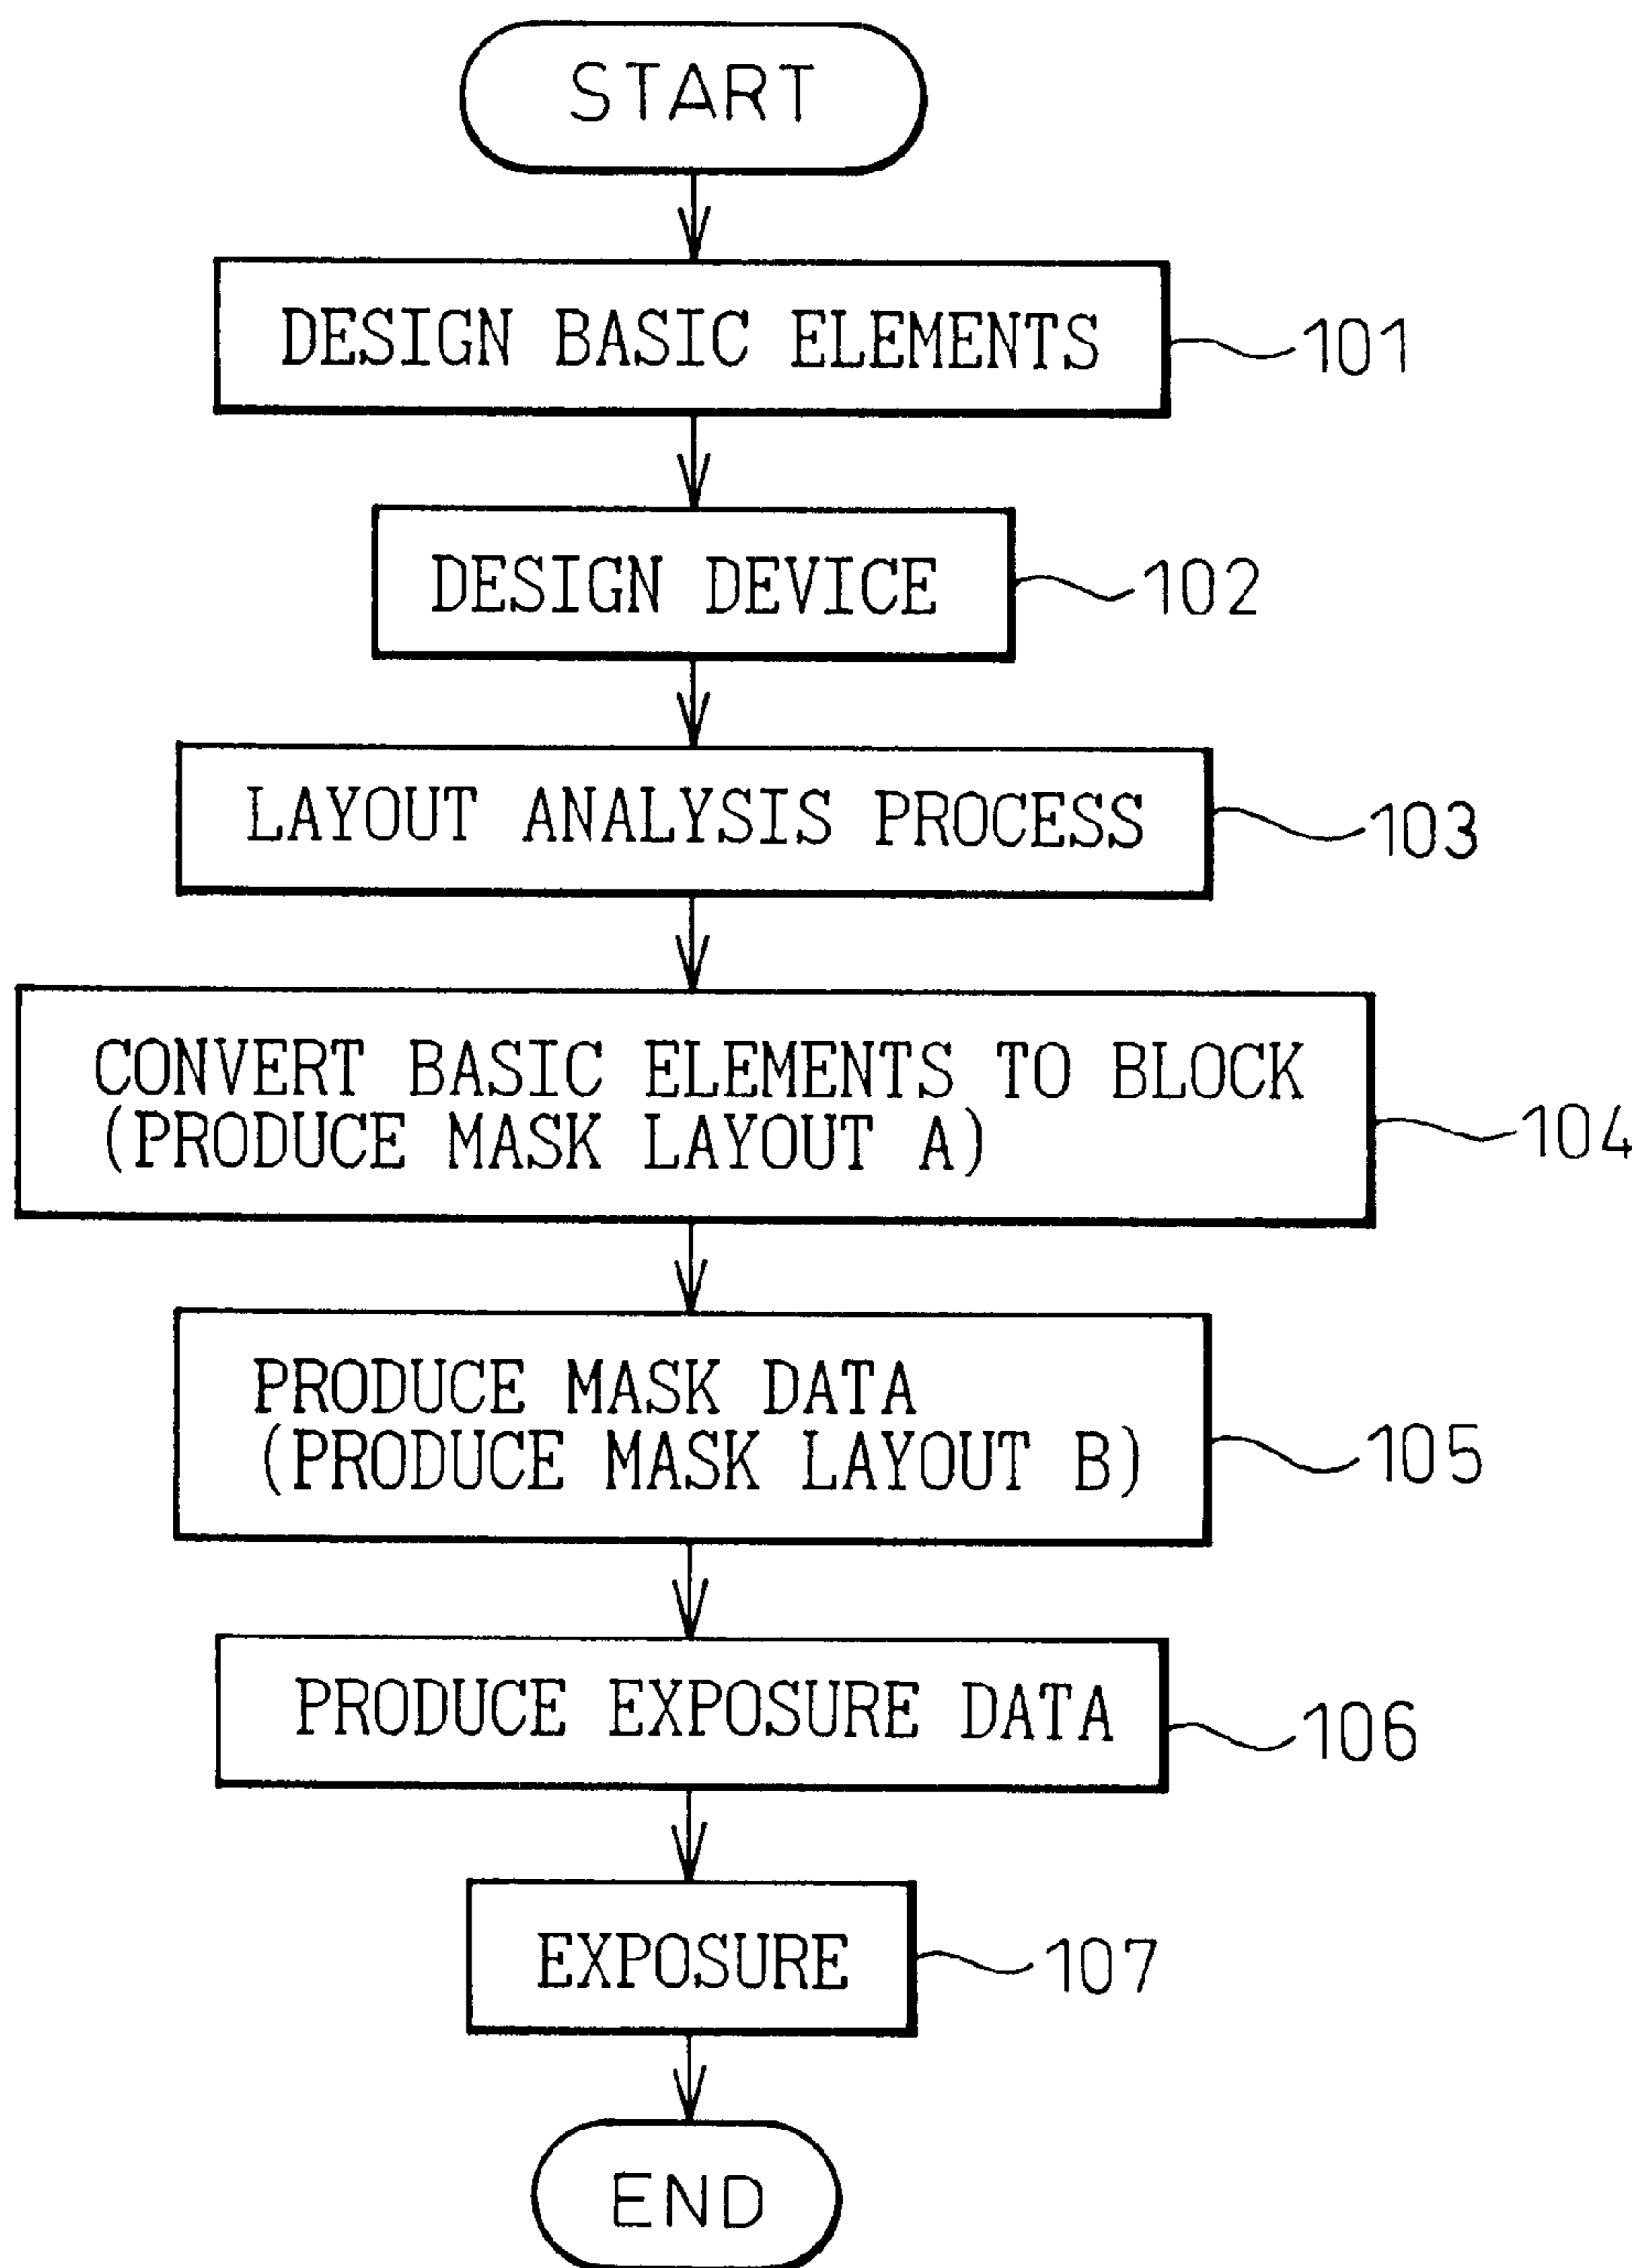 START
DESIGN BASIC ELEMENTS
101
DESIGN DEVICE
102
LAYOUT ANALYSIS PROCESS
103
CONVERT BASIC ELEMENTS TO BLOCK
(PRODUCE MASK LAYOUT A)
104
PRODUCE MASK DATA
(PRODUCE MASK LAYOUT B)
105
PRODUCE EXPOSURE DATA
106
EXPOSURE
107
END